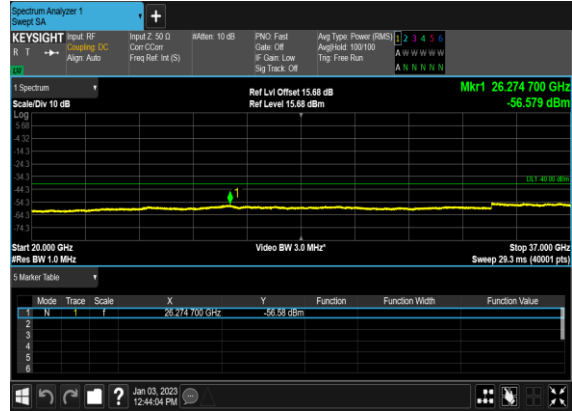 Spectrum Analyzer 1
Swept SA
+
KEYSIGHT Input: RF Input Z: 50 Ω #Atten: 10 dB PNO: Fast Avg Type: Power (RMS) 1 2 3 4 5 6
R T Coupling: DC Corr CCorr Gate: Off Avg|Hold: 100/100 A W W W W W
Align: Auto Freq Ref: Int (S) IF Gain: Low Trig: Free Run
Sig Track: Off A N N N N N
1 Spectrum Ref Lvl Offset 15.68 dB Mkr1 26.274 700 GHz
Scale/Div 10 dB Ref Level 15.68 dBm -56.579 dBm
Log
5.68
-4.32
-14.3
-24.3
-34.3
DL1 -40.00 dBm
-44.3
1
-54.3
-64.3
-74.3
Start 20.000 GHz Video BW 3.0 MHz* Stop 37.000 GHz
#Res BW 1.0 MHz Sweep 29.3 ms (40001 pts)
5 Marker Table
Mode Trace Scale X Y Function Function Width Function Value
1 N 1 f 26.274 700 GHz -56.58 dBm
2
3
4
5
6
? Jan 03, 2023
12:44:04 PM